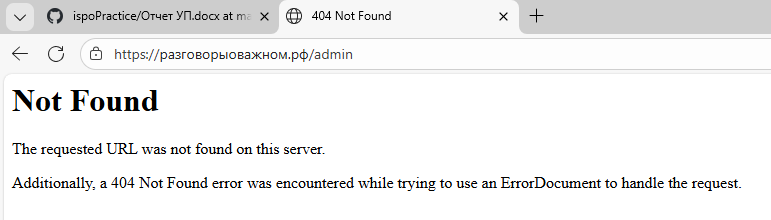 ispoPractice/Отчет УП.docx at ma
404 Not Found
https://разговорыоважном.рф/admin
Not Found
The requested URL was not found on this server.
Additionally, a 404 Not Found error was encountered while trying to use an ErrorDocument to handle the request.